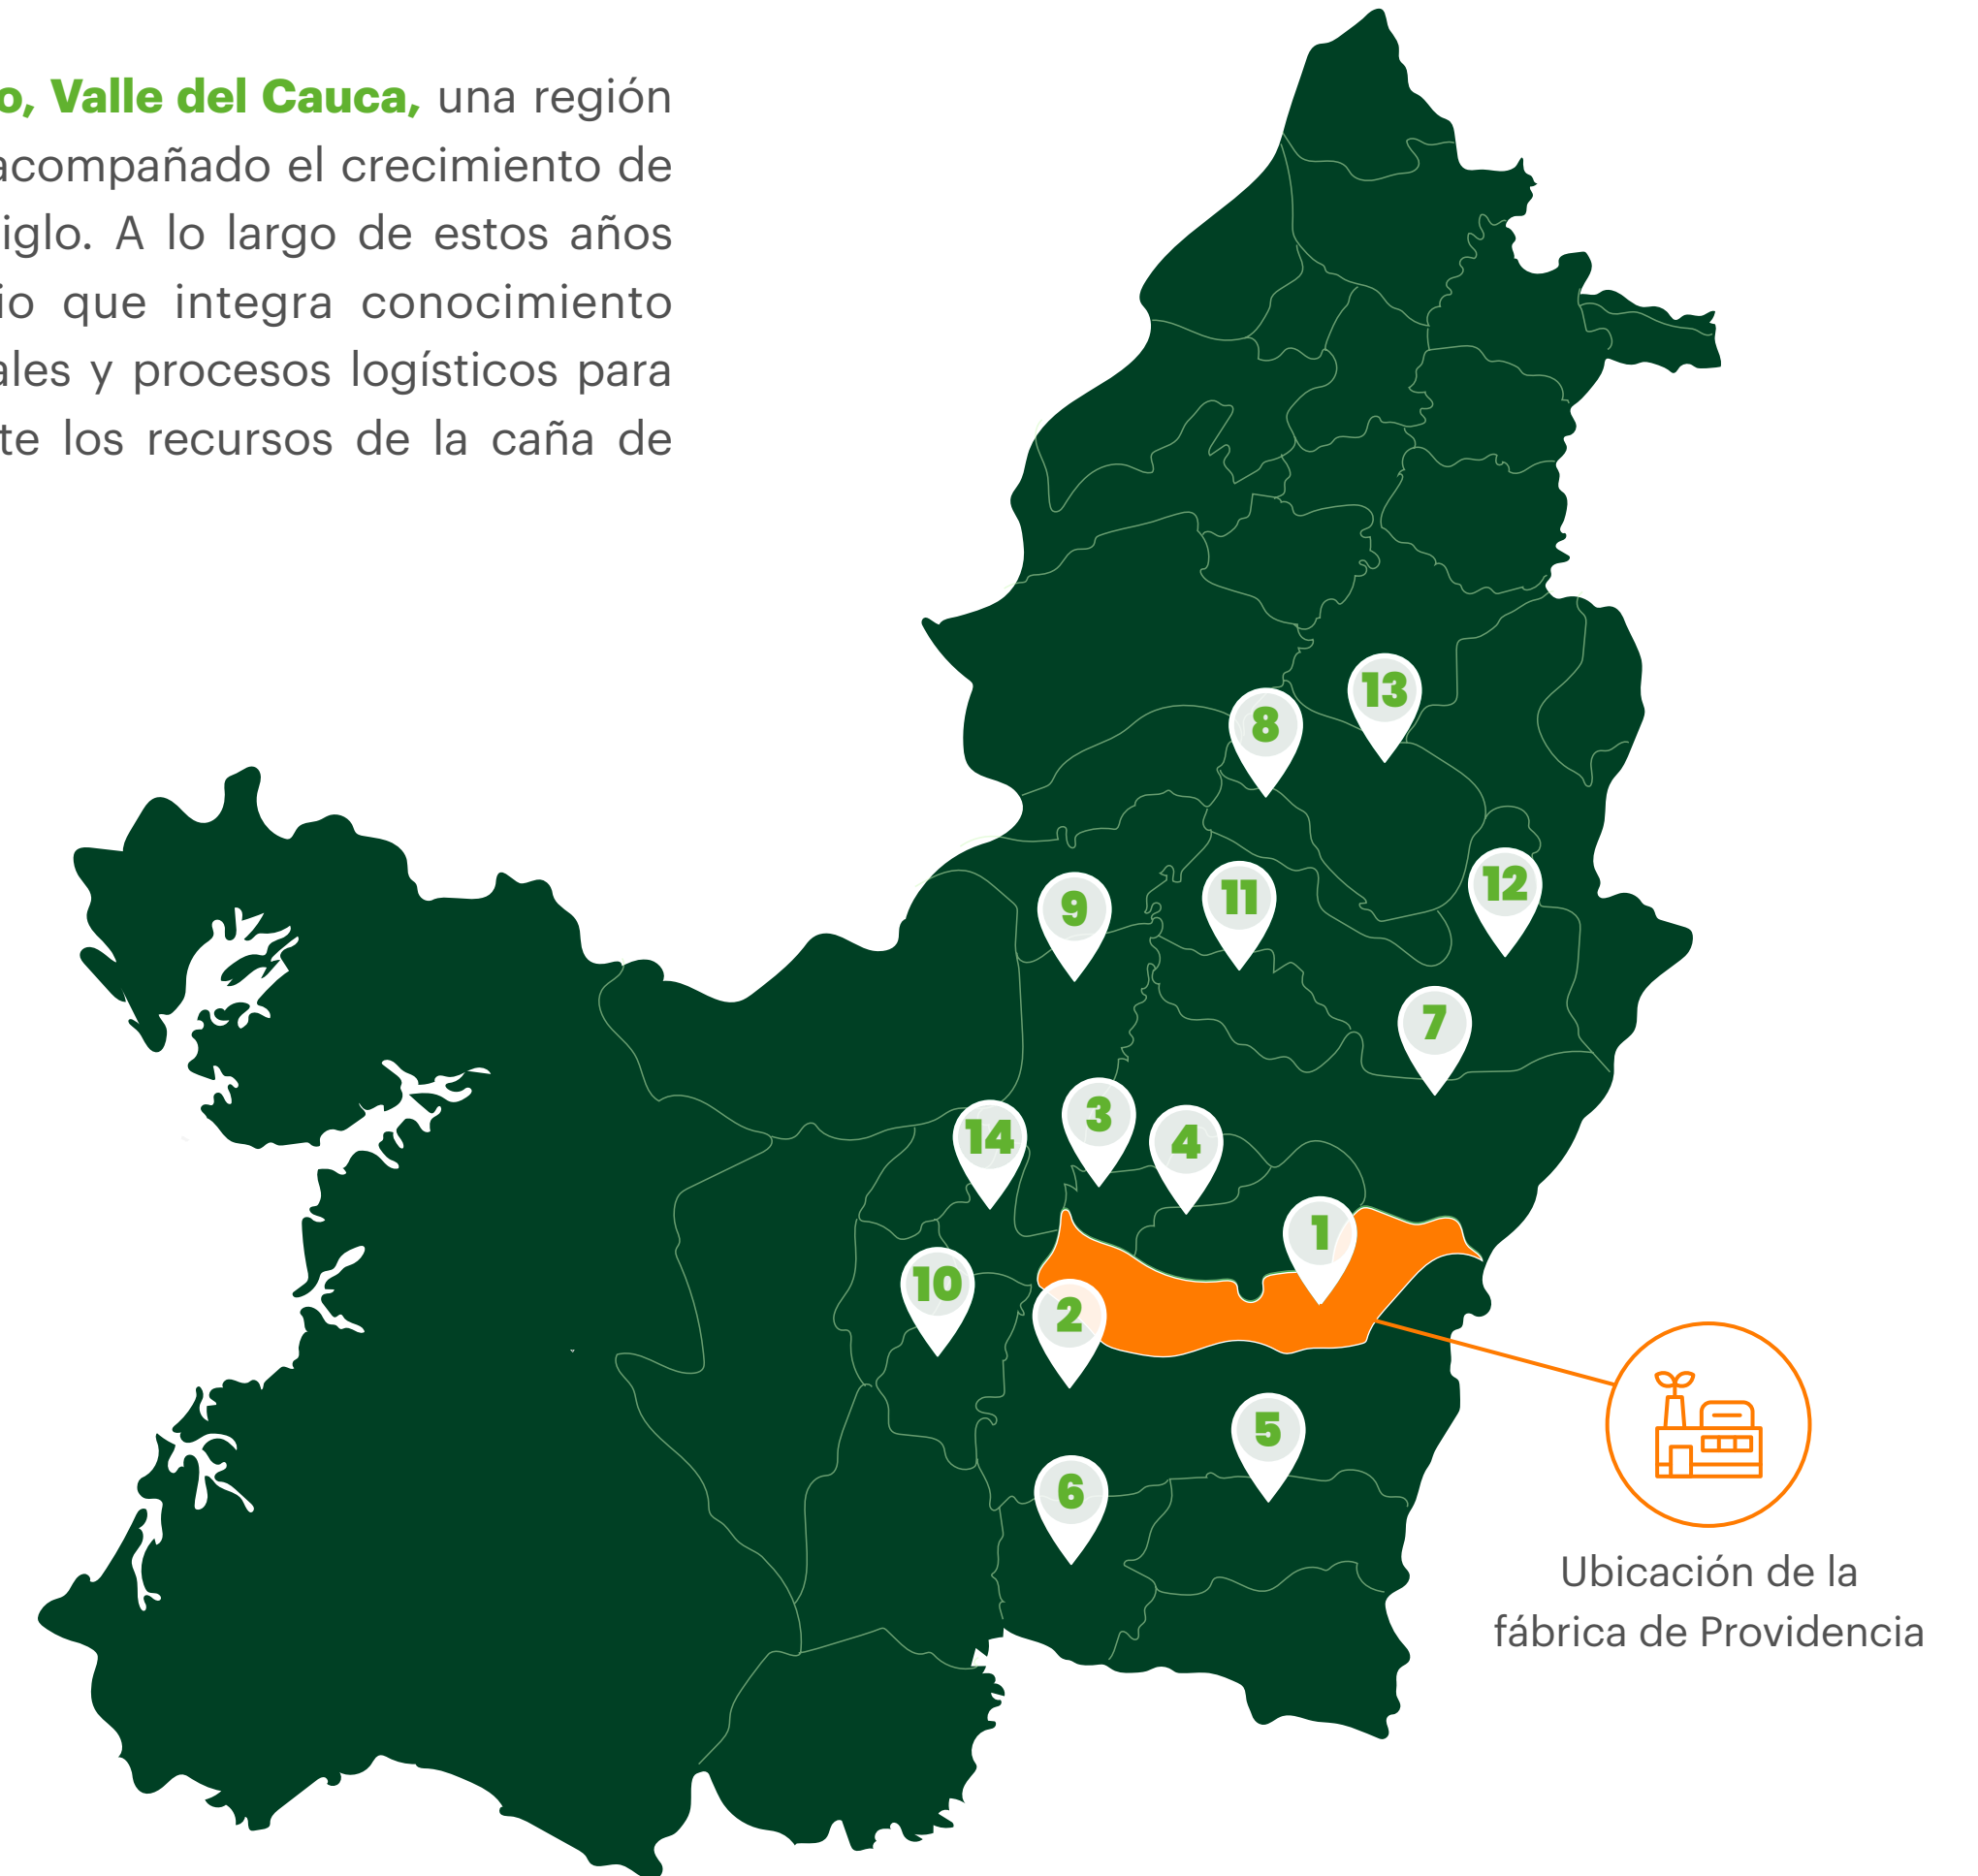 o, Valle del Cauca, una región
acompañado el crecimiento de
iglo. A lo largo de estos años
io que integra conocimiento
ales y procesos logísticos para
te los recursos de la caña de
13
8
12
11
9
7
3
4
14
1
10
2
5
6
Ubicación de la
fábrica de Providencia